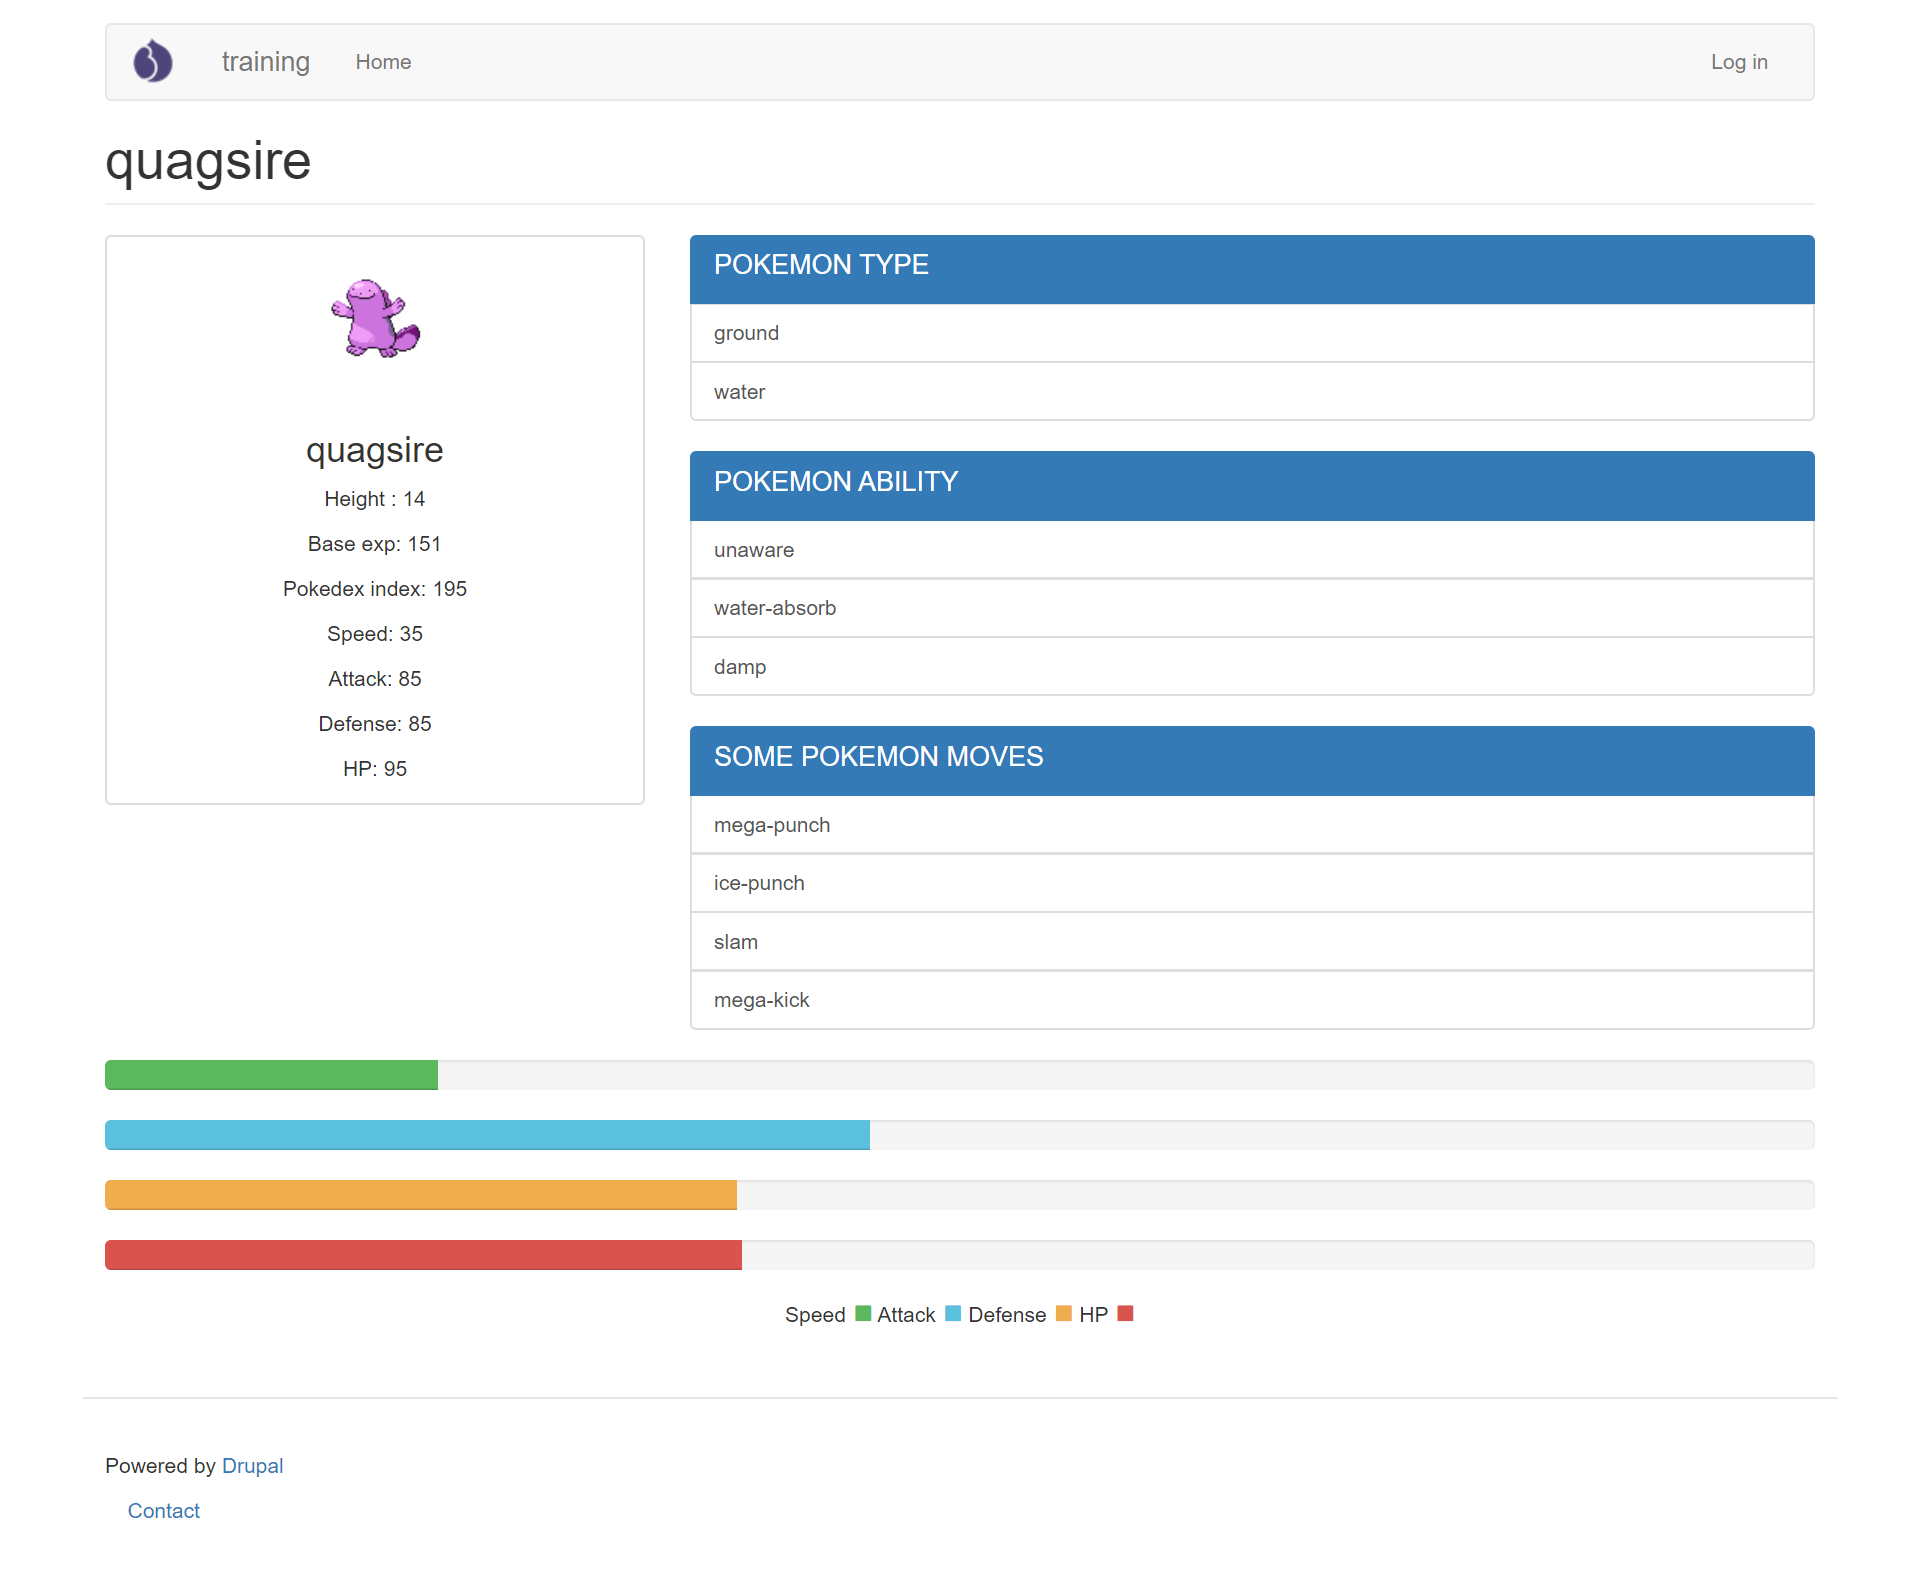 training
Home
Log in
quagsire
quagsire
Height : 14
Base exp: 151
Pokedex index: 195
Speed: 35
Attack: 85
Defense: 85
HP: 95
POKEMON TYPE
ground
water
POKEMON ABILITY
unaware
water-absorb
damp
SOME POKEMON MOVES
mega-punch
ice-punch
slam
mega-kick
Speed Attack Defense HP
Powered by Drupal
Contact